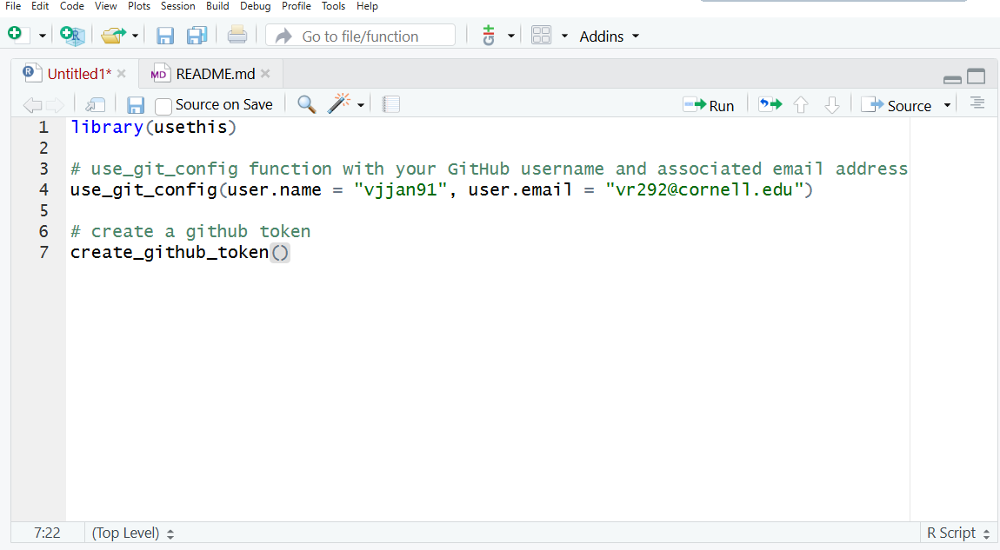 File Edit Code View Plots Session Build Debug Profile Tools Help
Go to file/function Addins
Untitled1* README.md
Source on Save Run Source
1 library(usethis)
2
3 # use_git_config function with your GitHub username and associated email address
4 use_git_config(user.name = "vjjan91", user.email = "vr292@cornell.edu")
5
6 # create a github token
7 create_github_token()
7:22 (Top Level) R Script